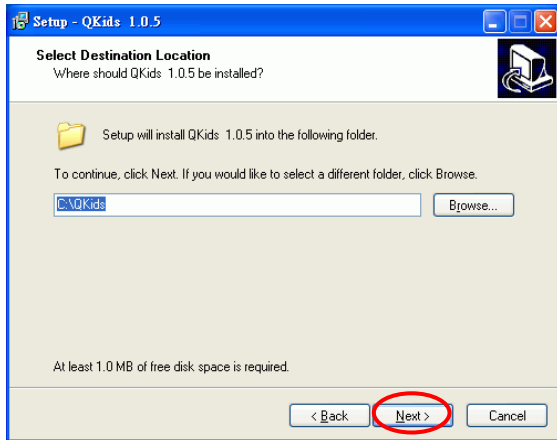 Setup - QKids 1.0.5
Select Destination Location
Where should QKids 1.0.5 be installed?
Setup will install QKids 1.0.5 into the following folder.
To continue, click Next. If you would like to select a different folder, click Browse.
C:\QKids
Browse...
At least 1.0 MB of free disk space is required.
< Back
Next >
Cancel